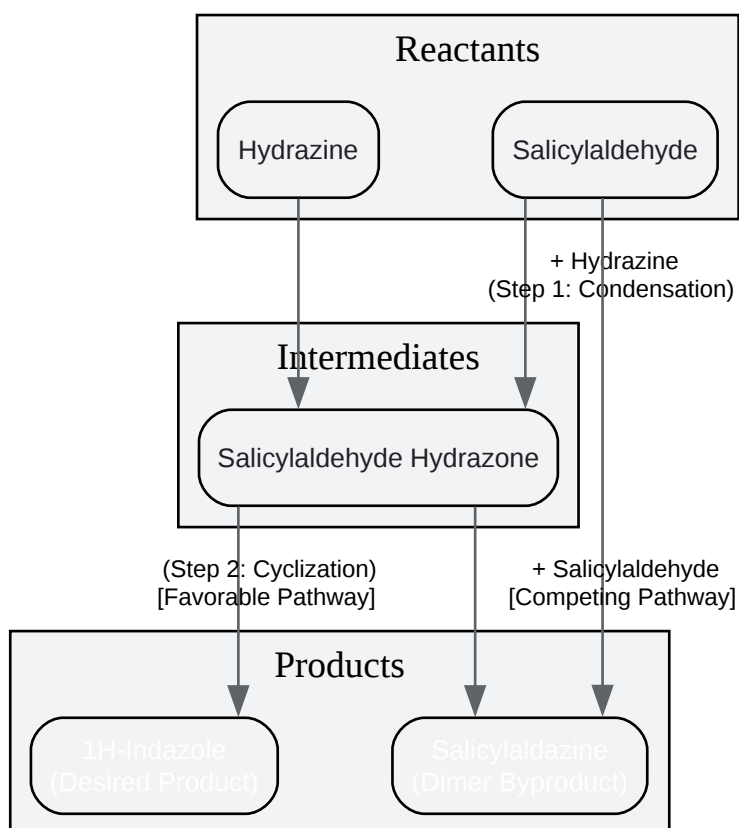 Reactants
Hydrazine
Salicylaldehyde
+ Hydrazine
(Step 1: Condensation)
Intermediates
Salicylaldehyde Hydrazone
(Step 2: Cyclization)
[Favorable Pathway]
+ Salicylaldehyde
[Competing Pathway]
Products
1H-Indazole
(Desired Product)
Salicylaldazine
(Dimer Byproduct)